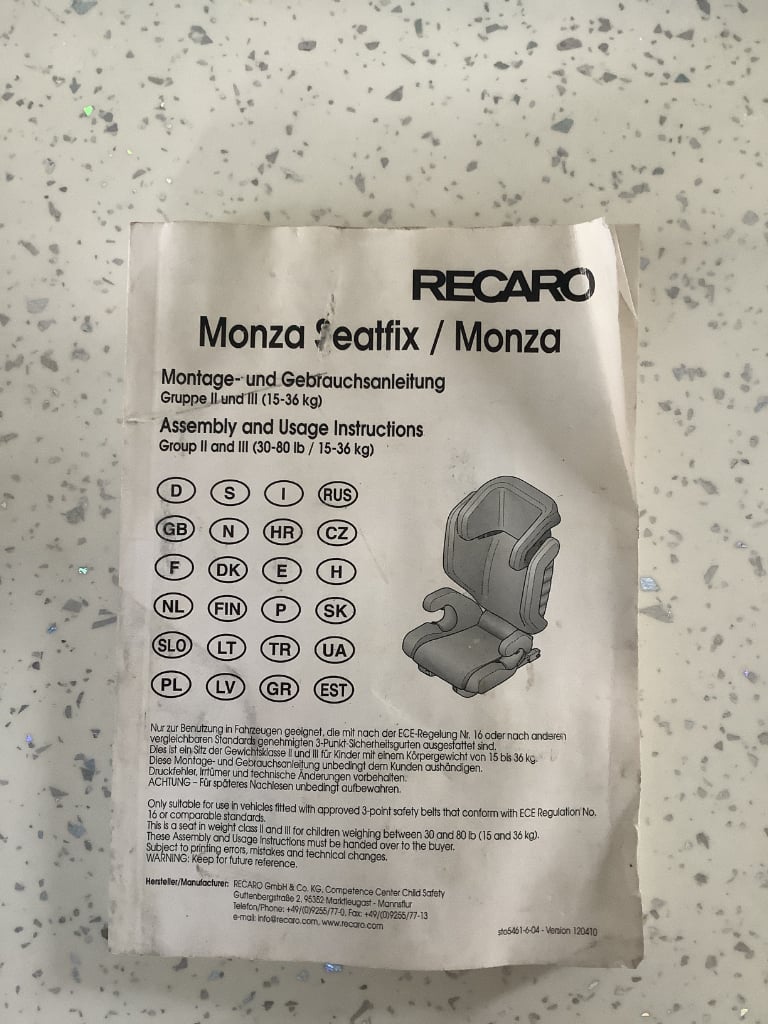 RECARO
Monza Seatfix / Monza
Montage- und Gebrauchsanleitung
Gruppe II und III (15-36 kg)
Assembly and Usage Instructions
Group II and III (30-80 lb / 15-36 kg)
D S I RUS
GB N HR CZ
F DK E H
NL FIN P SK
SLO LT TR UA
PL LV GR EST
Nur zur Benutzung in Fahrzeugen geeignet, die mit nach der ECE-Regelung Nr. 16 oder nach anderen
vergleichbaren Standards genehmigten 3-Punkt-Sicherheitsgurten ausgestattet sind.
Dies ist ein Sitz der Gewichtsklasse II und III für Kinder mit einem Körpergewicht von 15 bis 36 kg.
Diese Montage- und Gebrauchsanleitung unbedingt dem Kunden aushändigen.
Druckfehler, Irrtümer und technische Änderungen vorbehalten.
ACHTUNG – Für späteres Nachlesen unbedingt aufbewahren.
Only suitable for use in vehicles fitted with approved 3-point safety belts that conform with ECE Regulation No.
16 or comparable standards.
This is a seat in weight class II and III for children weighing between 30 and 80 lb (15 and 36 kg).
These Assembly and Usage Instructions must be handed over to the buyer.
Subject to printing errors, mistakes and technical changes.
WARNING: Keep for future reference.
Hersteller/Manufacturer: RECARO GmbH & Co. KG, Competence Center Child Safety
Guttenbergstraße 2, 95352 Marktleugast - Mannsflur
Telefon/Phone: +49/(0)9255/77-0, Fax: +49/(0)9255/77-13
e-mail: info@recaro.com, www.recaro.com
sto5461-6-04 - Version 120410